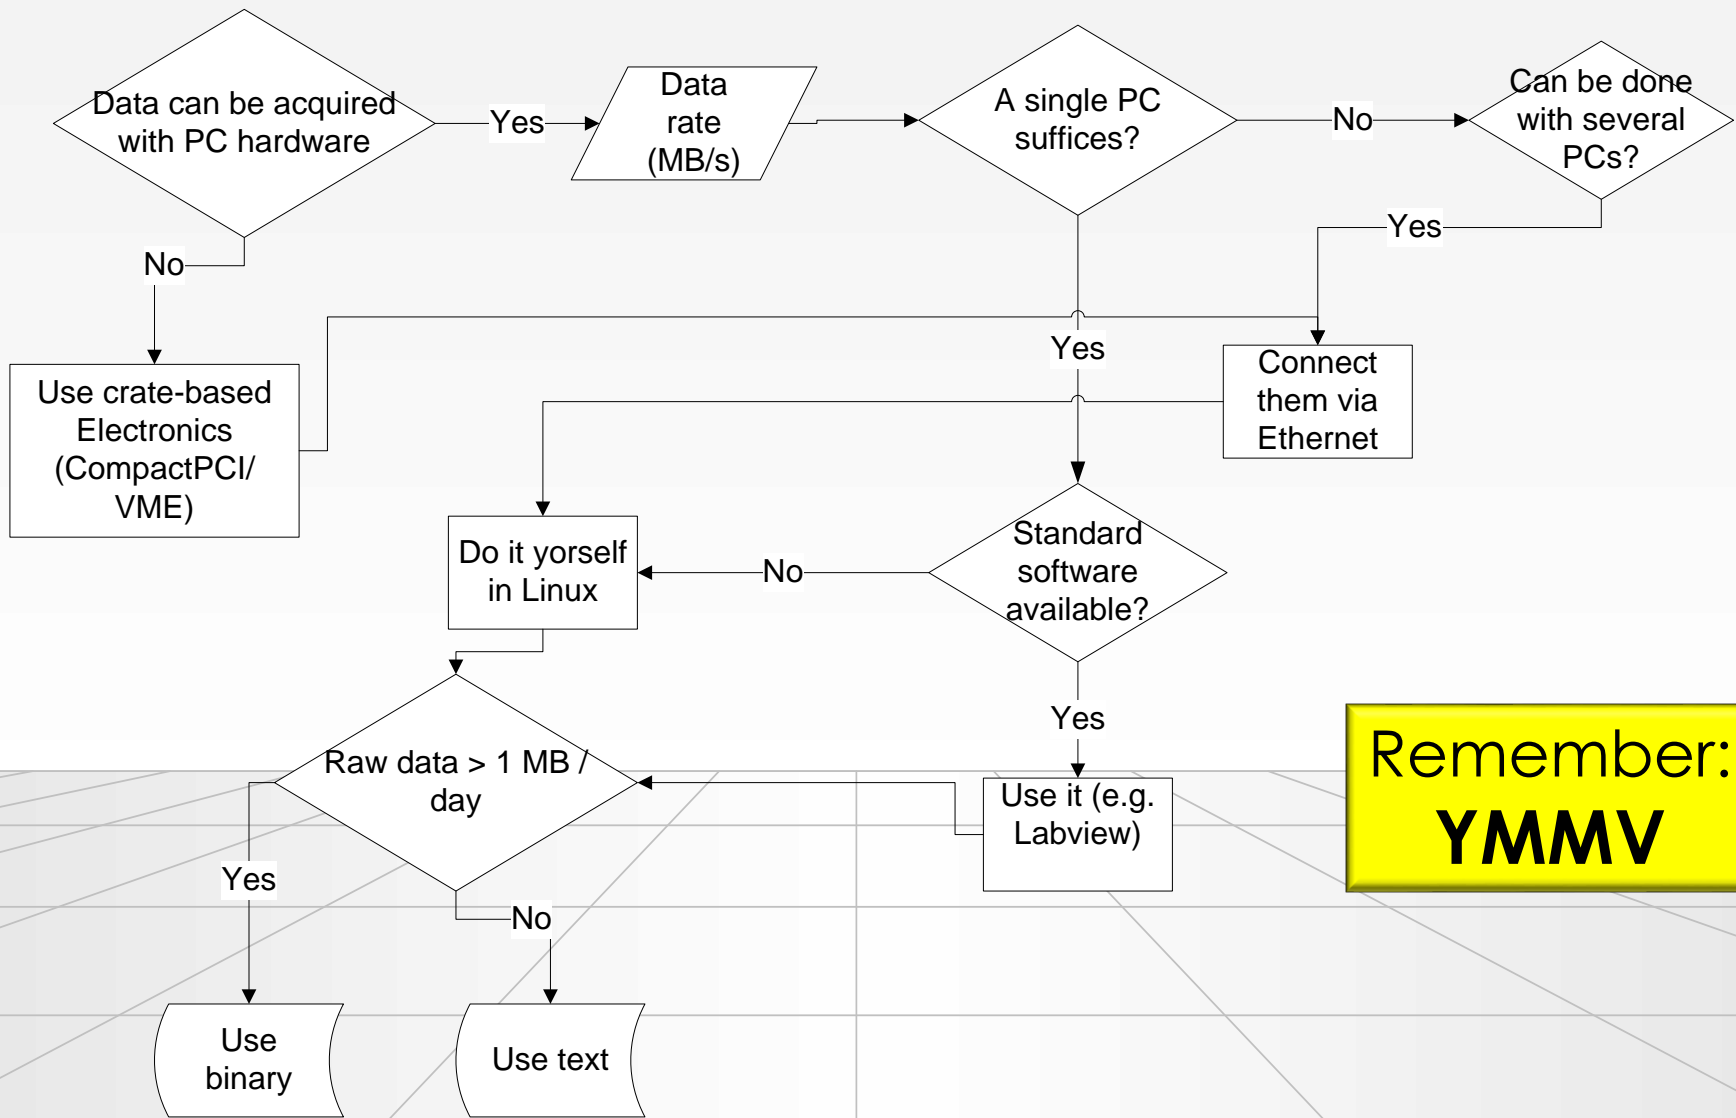 Data can be acquired
with PC hardware
Yes
Data
rate
(MB/s)
A single PC
suffices?
No
Can be done
with several
PCs?
Yes
No
Yes
Use crate-based
Electronics
(CompactPCI/
VME)
Connect
them via
Ethernet
Do it yorself
in Linux
No
Standard
software
available?
Yes
Raw data > 1 MB /
day
Use it (e.g.
Labview)
Remember:
YMMV
Yes
No
Use
binary
Use text